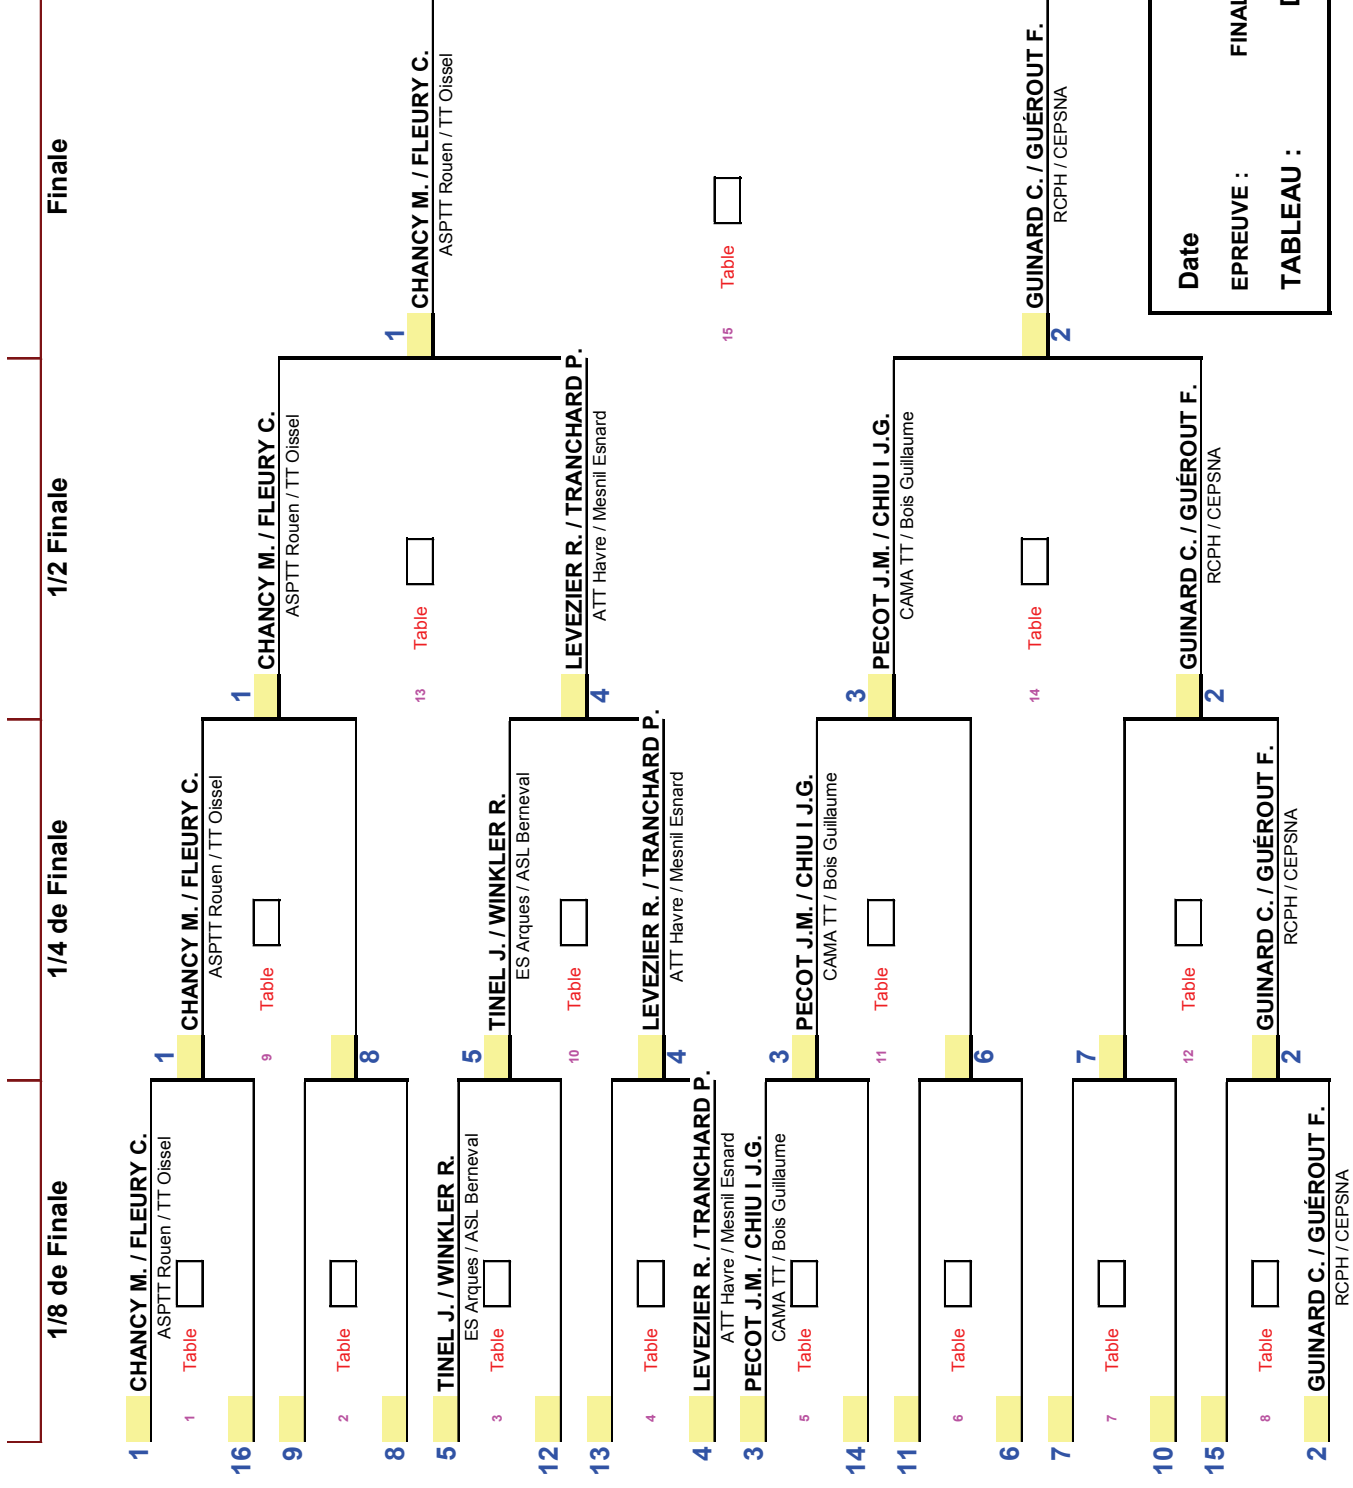 1/8 de Finale
1/4 de Finale
1/2 Finale
Finale
1
CHANCY M. / FLEURY C.
ASPTT Rouen / TT Oissel
1
Table
16
9
2
Table
8
5
TINEL J. / WINKLER R.
ES Arques / ASL Berneval
3
Table
12
13
4
Table
4
LEVEZIER R. / TRANCHARD P.
ATT Havre / Mesnil Esnard
3
PECOT J.M. / CHIU I J.G.
CAMA TT / Bois Guillaume
5
Table
14
11
6
Table
6
7
7
Table
10
15
8
Table
2
GUINARD C. / GUÉROUT F.
RCPH / CEPSNA
1
CHANCY M. / FLEURY C.
ASPTT Rouen / TT Oissel
9
Table
8
5
TINEL J. / WINKLER R.
ES Arques / ASL Berneval
10
Table
4
LEVEZIER R. / TRANCHARD P.
ATT Havre / Mesnil Esnard
3
PECOT J.M. / CHIU I J.G.
CAMA TT / Bois Guillaume
11
Table
6
7
12
Table
2
GUINARD C. / GUÉROUT F.
RCPH / CEPSNA
1
CHANCY M. / FLEURY C.
ASPTT Rouen / TT Oissel
13
Table
4
LEVEZIER R. / TRANCHARD P.
ATT Havre / Mesnil Esnard
3
PECOT J.M. / CHIU I J.G.
CAMA TT / Bois Guillaume
14
Table
2
GUINARD C. / GUÉROUT F.
RCPH / CEPSNA
1
CHANCY M. / FLEURY C.
ASPTT Rouen / TT Oissel
15
Table
2
GUINARD C. / GUÉROUT F.
RCPH / CEPSNA
Date
EPREUVE : FINAL
TABLEAU :